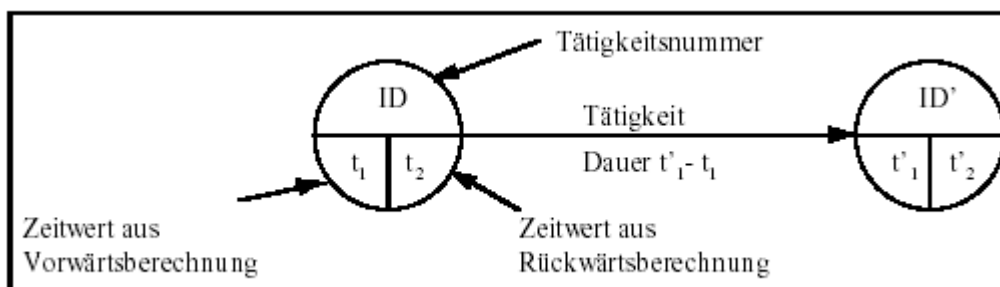 Tätigkeitsnummer
ID
ID'
Tätigkeit
t1
t2
Dauer t'1- t1
t'1
t'2
Zeitwert aus
Vorwärtsberechnung
Zeitwert aus
Rückwärtsberechnung